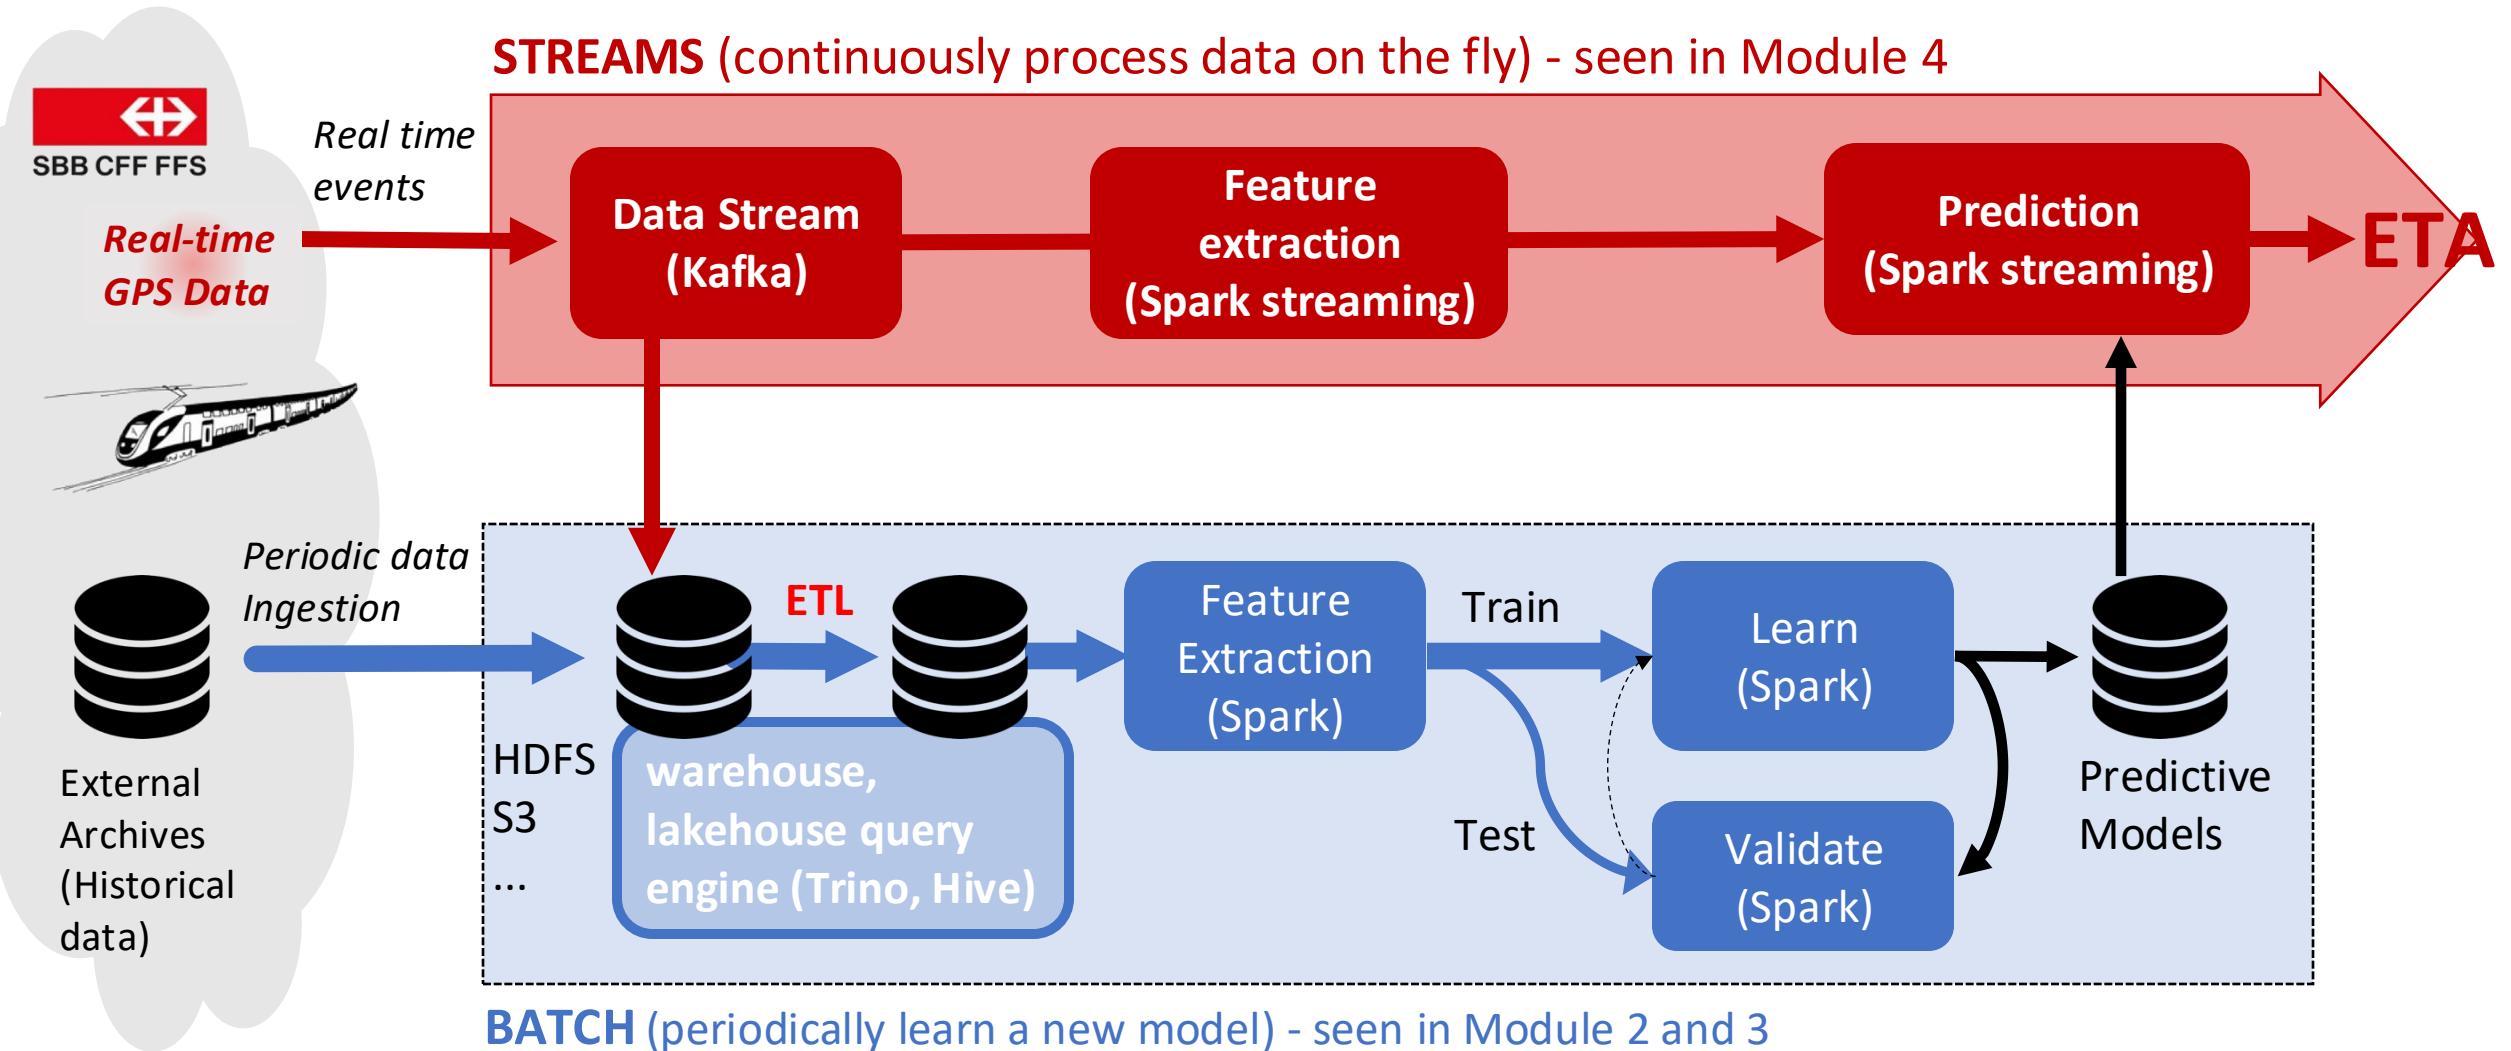 STREAMS (continuously process data on the fly) - seen in Module 4
SBB CFF FFS
Real time
events
Real-time
GPS Data
Data Stream
(Kafka)
Feature
extraction
(Spark streaming)
Prediction
(Spark streaming)
ETA
Periodic data
Ingestion
External
Archives
(Historical
data)
HDFS
S3
...
ETL
warehouse,
lakehouse query
engine (Trino, Hive)
Feature
Extraction
(Spark)
Train
Test
Learn
(Spark)
Validate
(Spark)
Predictive
Models
BATCH (periodically learn a new model) - seen in Module 2 and 3